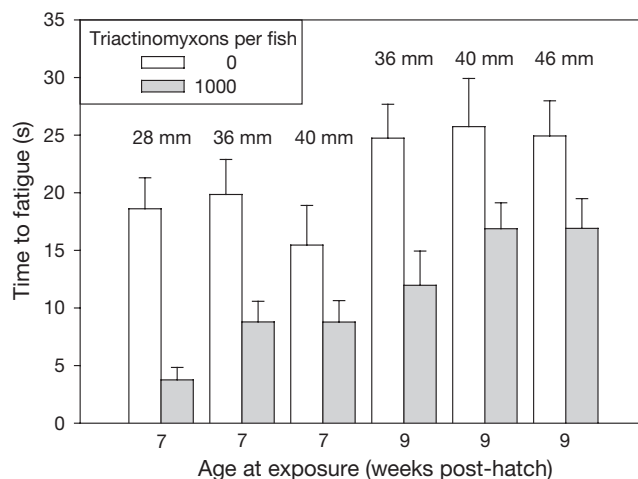 Triactinomyxons per fish
0
1000
28 mm 36 mm 40 mm 36 mm 40 mm 46 mm
Time to fatigue (s)
35
30
25
20
15
10
5
0
7 7 7 9 9 9
Age at exposure (weeks post-hatch)